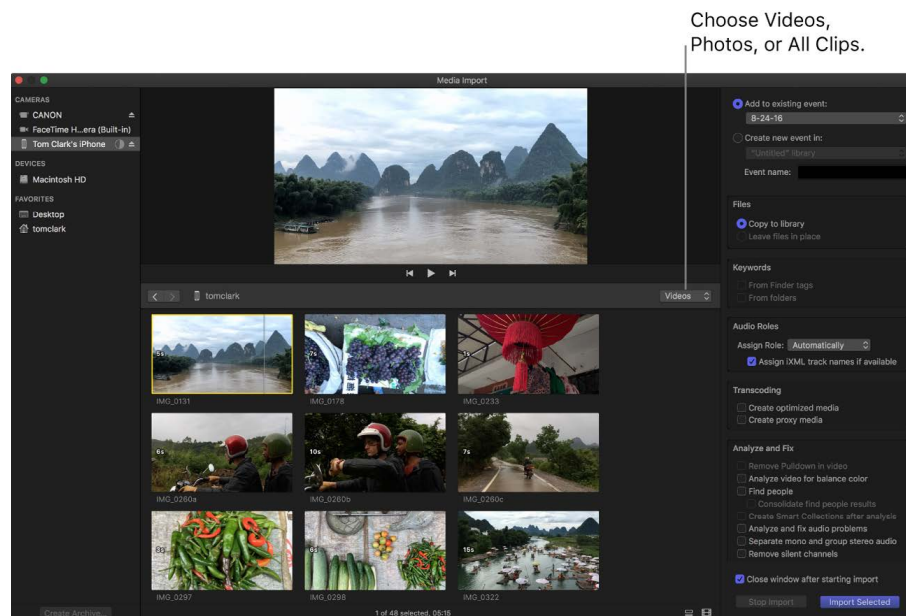 Choose Videos,
Photos, or All Clips.
Media Import
CAMERAS
CANON
FaceTime H...era (Built-in)
Tom Clark's iPhone
DEVICES
Macintosh HD
FAVORITES
Desktop
tomclark
tomclark
Videos
5s
IMG_0131
7s
IMG_0178
1s
IMG_0233
6s
IMG_0260a
10s
IMG_0260b
7s
IMG_0260c
3s
IMG_0297
6s
IMG_0298
15s
IMG_0322
Create Archive...
1 of 48 selected, 05:15
Add to existing event:
8-24-16
Create new event in:
"Untitled" library
Event name:
Files
Copy to library
Leave files in place
Keywords
From Finder tags
From folders
Audio Roles
Assign Role: Automatically
Assign iXML track names if available
Transcoding
Create optimized media
Create proxy media
Analyze and Fix
Remove Pulldown in video
Analyze video for balance color
Find people
Consolidate find people results
Create Smart Collections after analysis
Analyze and fix audio problems
Separate mono and group stereo audio
Remove silent channels
Close window after starting import
Stop Import
Import Selected